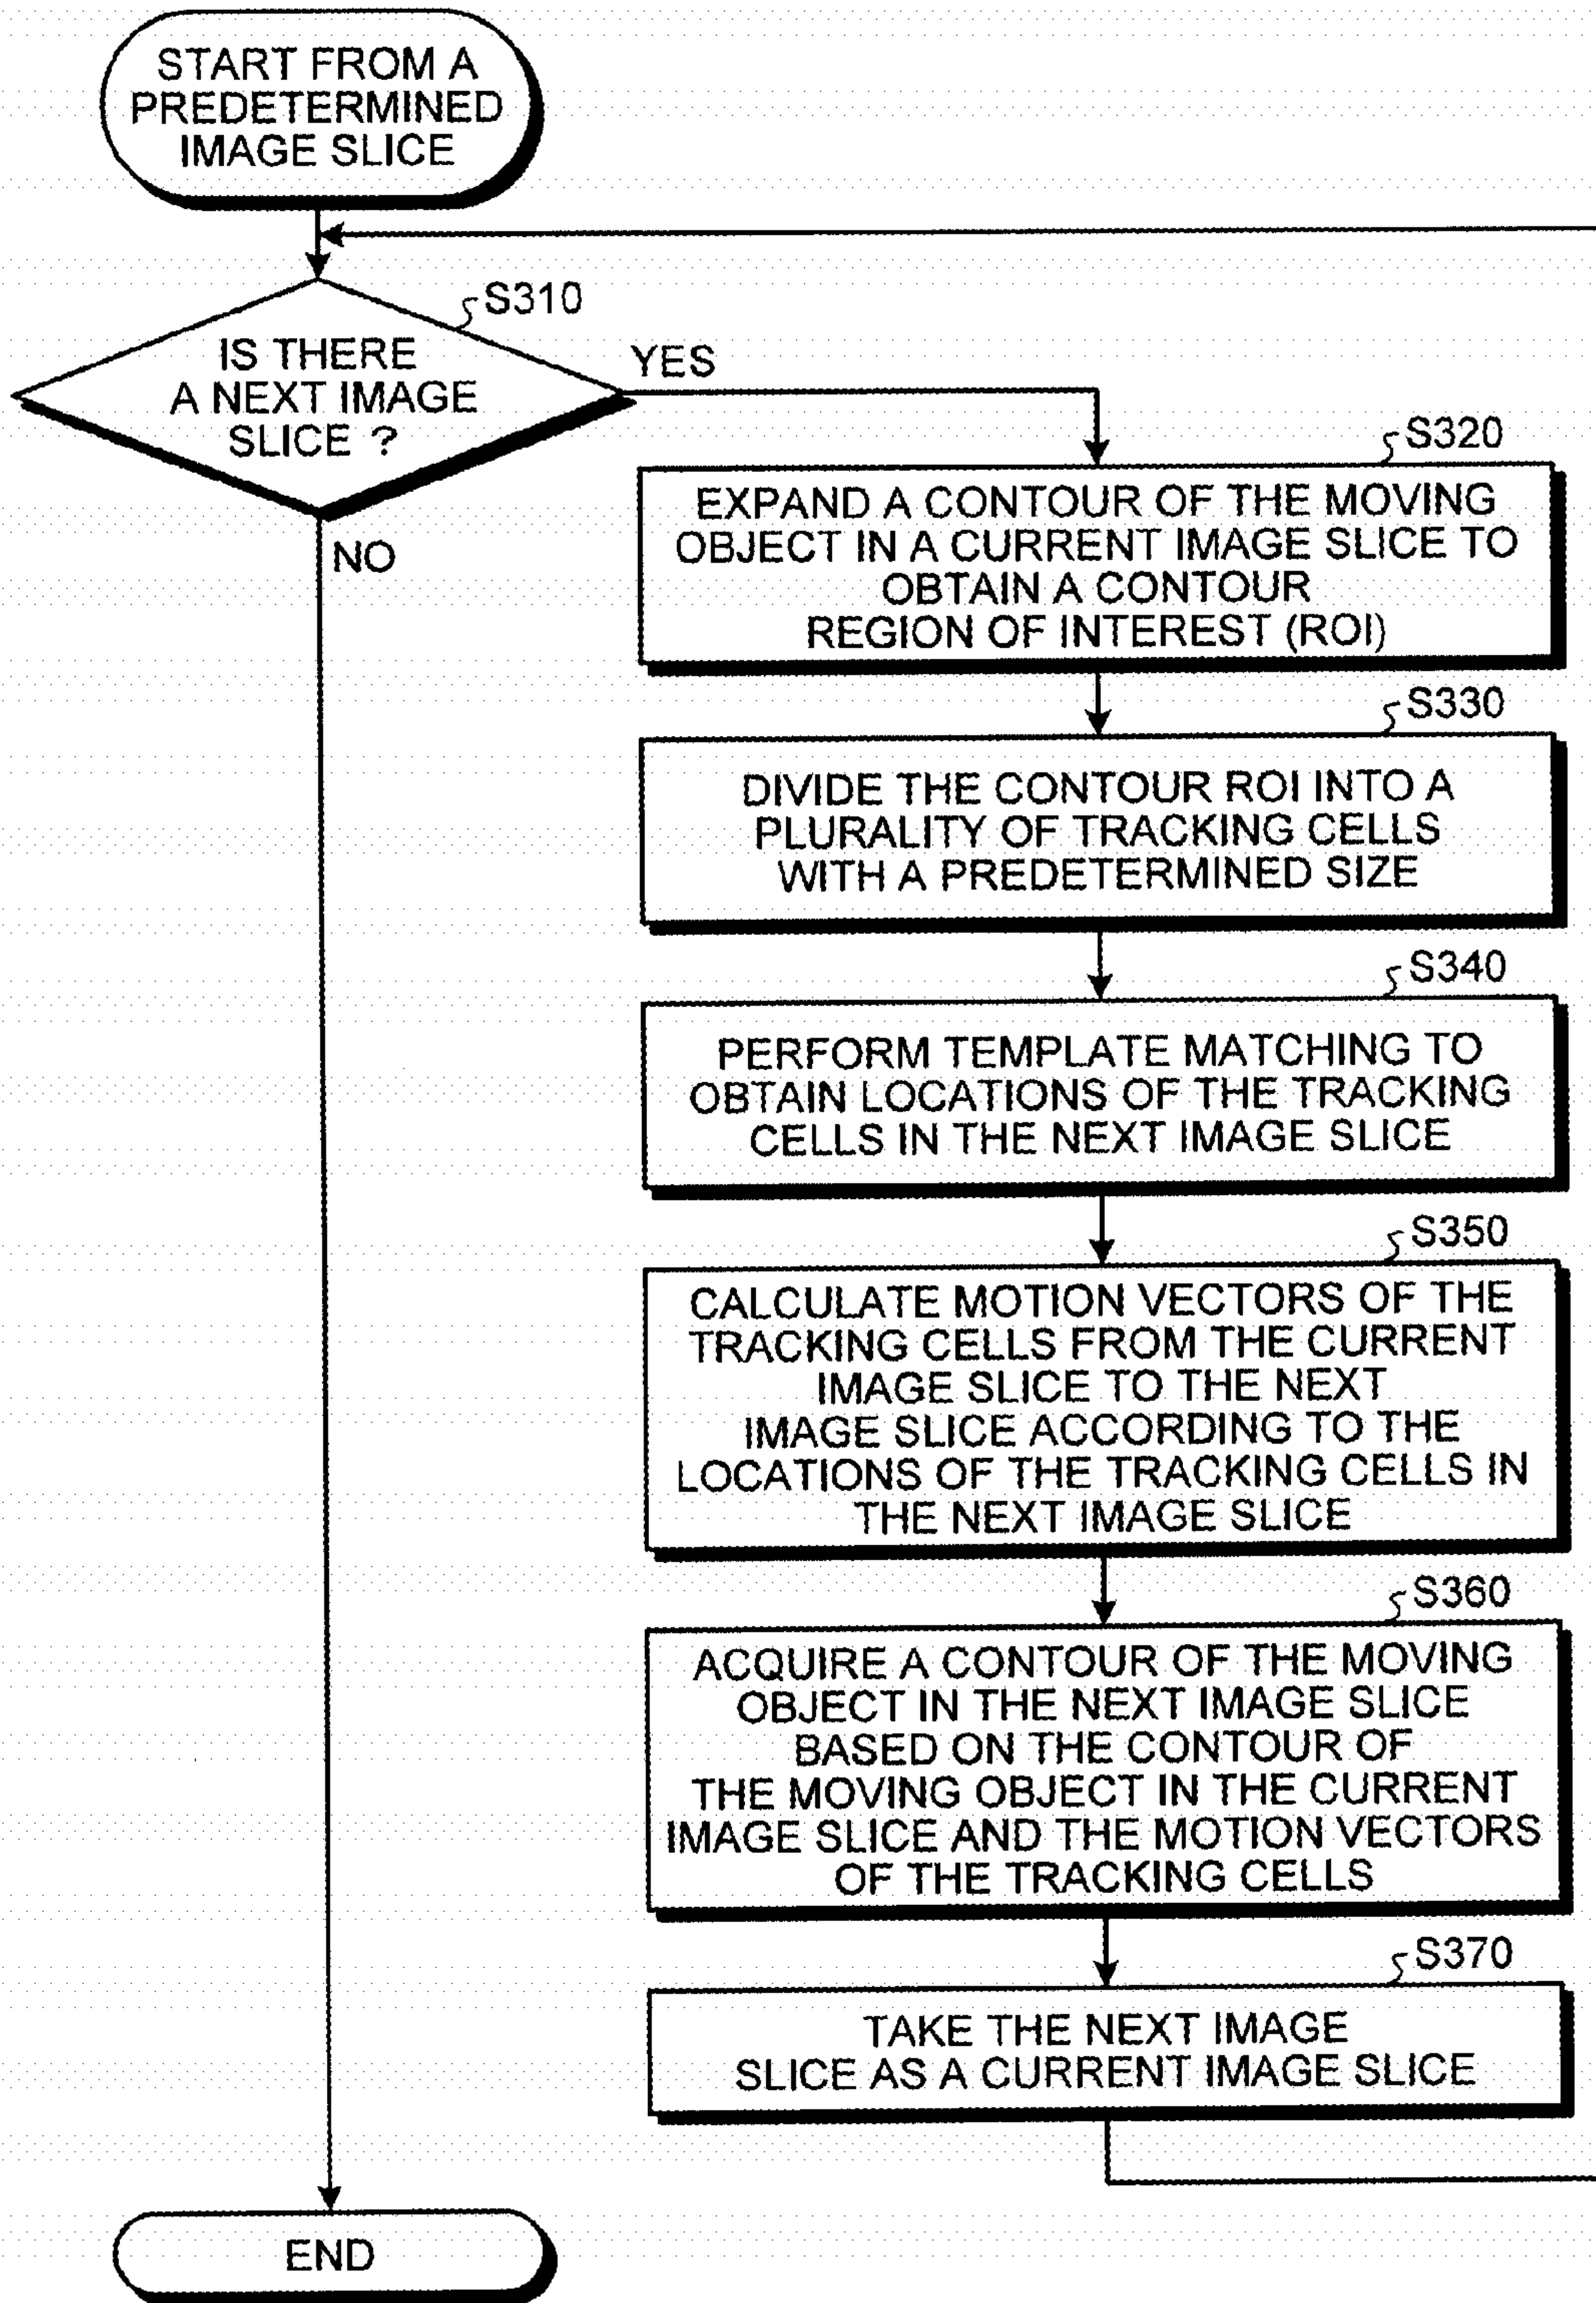 START FROM A
PREDETERMINED
IMAGE SLICE
S310
IS THERE
A NEXT IMAGE
SLICE ?
YES
NO
S320
EXPAND A CONTOUR OF THE MOVING
OBJECT IN A CURRENT IMAGE SLICE TO
OBTAIN A CONTOUR
REGION OF INTEREST (ROI)
S330
DIVIDE THE CONTOUR ROI INTO A
PLURALITY OF TRACKING CELLS
WITH A PREDETERMINED SIZE
S340
PERFORM TEMPLATE MATCHING TO
OBTAIN LOCATIONS OF THE TRACKING
CELLS IN THE NEXT IMAGE SLICE
S350
CALCULATE MOTION VECTORS OF THE
TRACKING CELLS FROM THE CURRENT
IMAGE SLICE TO THE NEXT
IMAGE SLICE ACCORDING TO THE
LOCATIONS OF THE TRACKING CELLS IN
THE NEXT IMAGE SLICE
S360
ACQUIRE A CONTOUR OF THE MOVING
OBJECT IN THE NEXT IMAGE SLICE
BASED ON THE CONTOUR OF
THE MOVING OBJECT IN THE CURRENT
IMAGE SLICE AND THE MOTION VECTORS
OF THE TRACKING CELLS
S370
TAKE THE NEXT IMAGE
SLICE AS A CURRENT IMAGE SLICE
END